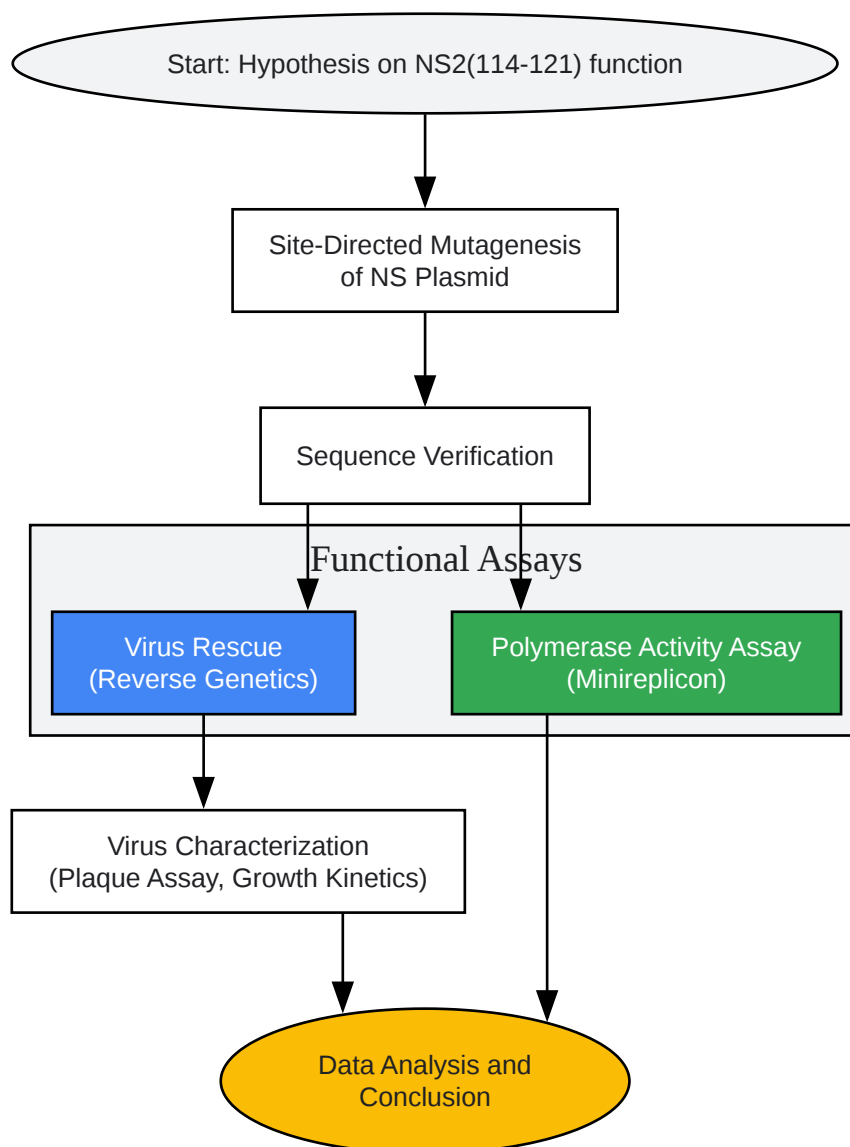 Start: Hypothesis on NS2(114-121) function
Site-Directed Mutagenesis
of NS Plasmid
Sequence Verification
Functional Assays
Virus Rescue
(Reverse Genetics)
Polymerase Activity Assay
(Minireplicon)
Virus Characterization
(Plaque Assay, Growth Kinetics)
Data Analysis and
Conclusion